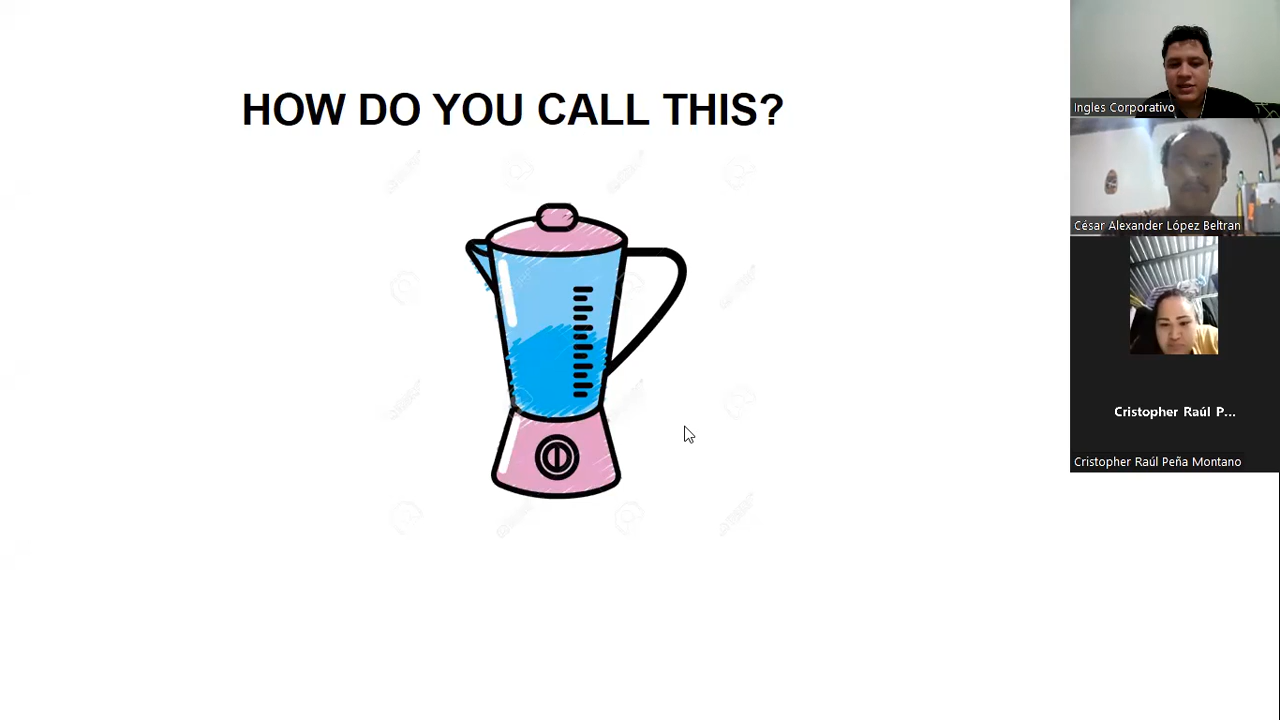 HOW DO YOU CALL THIS?
Ingles Corporativo
César Alexander López Beltran
Cristopher Raúl P...
Cristopher Raúl Peña Montano